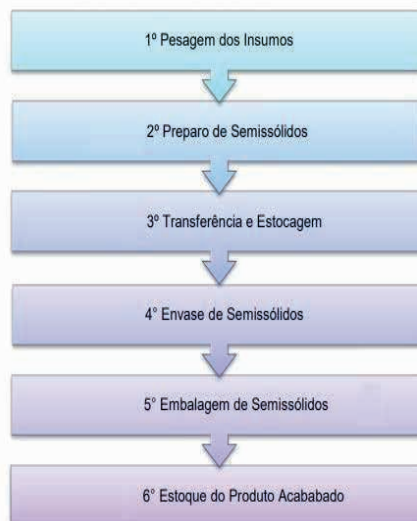 1º Pesagem dos Insumos
2º Preparo de Semissólidos
3º Transferência e Estocagem
4° Envase de Semissólidos
5° Embalagem de Semissólidos
6° Estoque do Produto Acababado